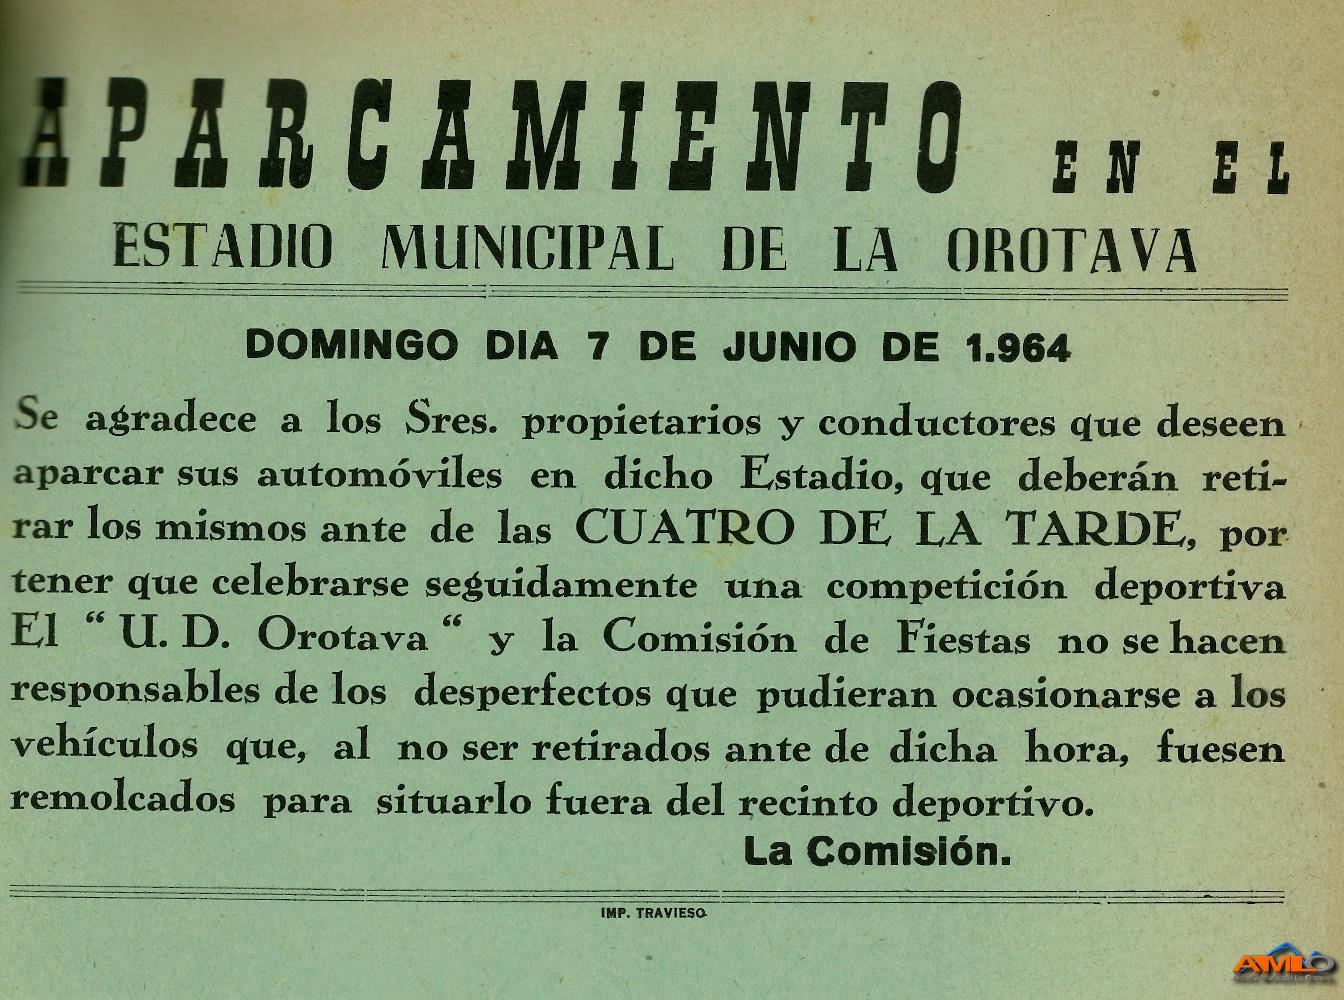 APARCAMIENTO EN EL
ESTADIO MUNICIPAL DE LA OROTAVA
DOMINGO DIA 7 DE JUNIO DE 1.964
Se agradece a los Sres. propietarios y conductores que deseen
aparcar sus automóviles en dicho Estadio, que deberán reti-
rar los mismos ante de las CUATRO DE LA TARDE, por
tener que celebrarse seguidamente una competición deportiva
El “ U. D. Orotava “ y la Comisión de Fiestas no se hacen
responsables de los desperfectos que pudieran ocasionarse a los
vehículos que, al no ser retirados ante de dicha hora, fuesen
remolcados para situarlo fuera del recinto deportivo.
La Comisión.
IMP. TRAVIESO
AMLO